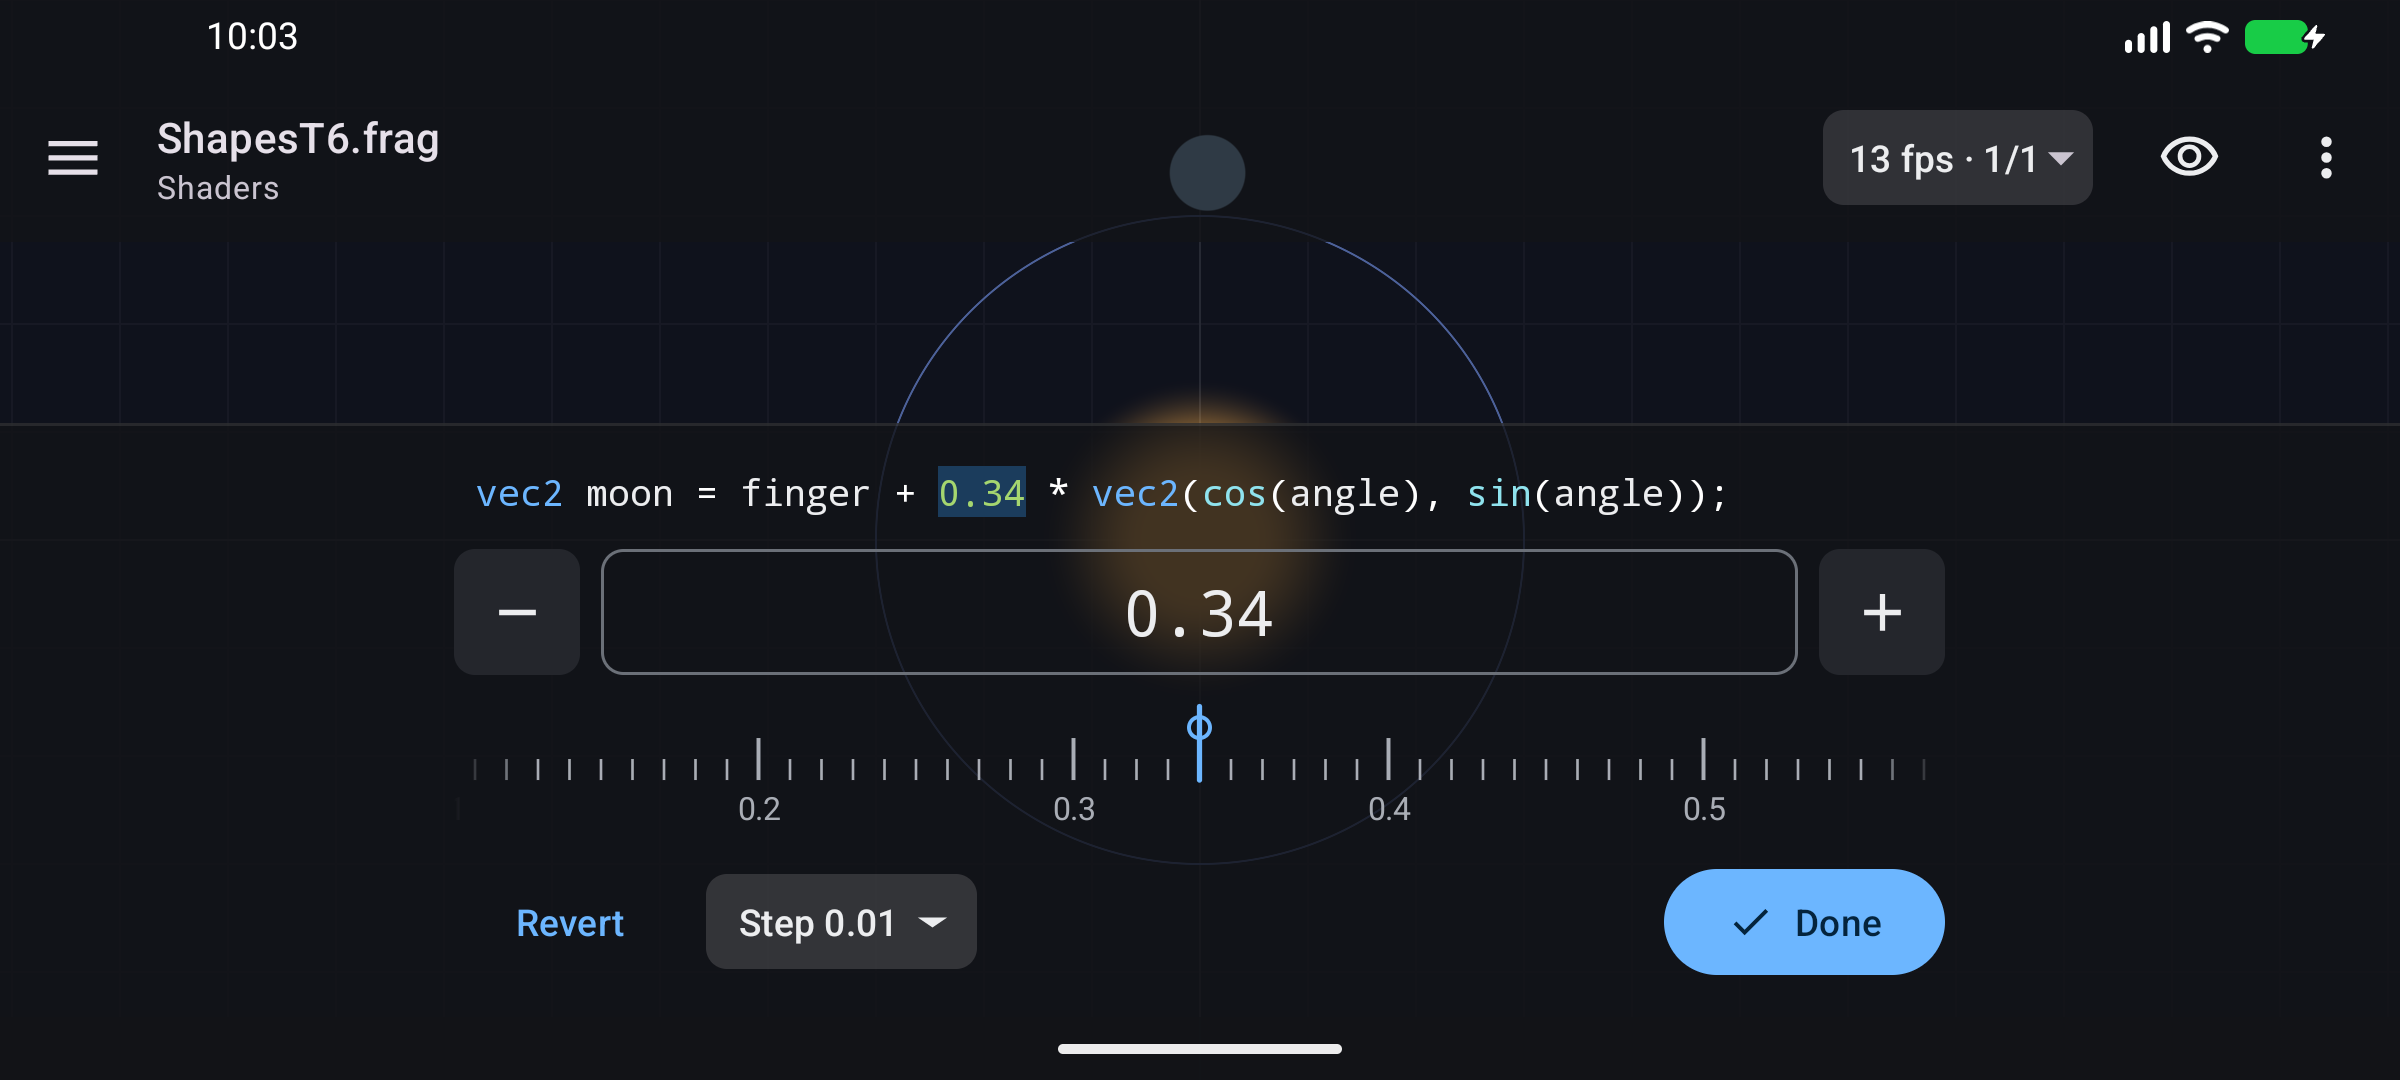 10:03
ShapesT6.frag
Shaders
13 fps · 1/1
vec2 moon = finger + 0.34 * vec2(cos(angle), sin(angle));
0.34
0.2 0.3 0.4 0.5
Revert
Step 0.01
Done